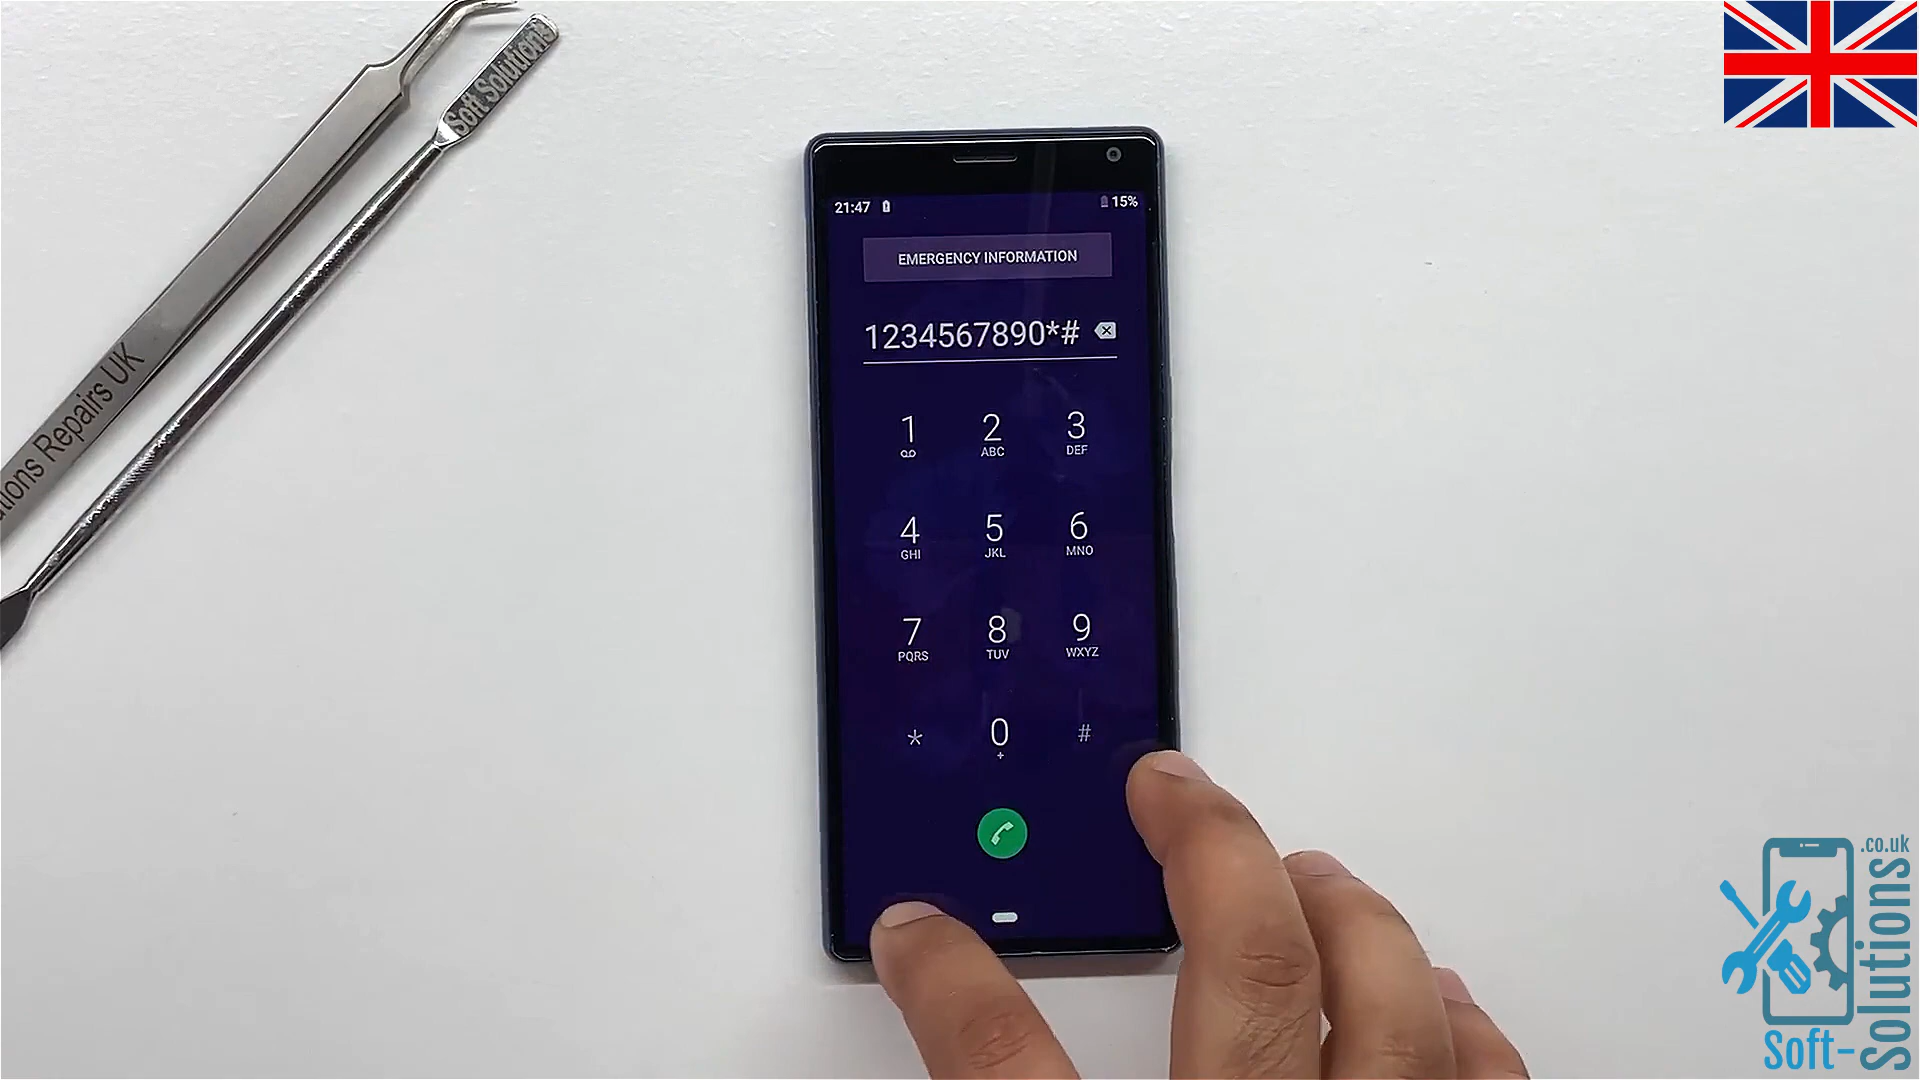 Soft Solutions
ations Repairs UK
21:47
15%
EMERGENCY INFORMATION
1234567890*#
1
2
ABC
3
DEF
4
GHI
5
JKL
6
MNO
7
PQRS
8
TUV
9
WXYZ
*
0
+
#
Soft-Solutions.co.uk